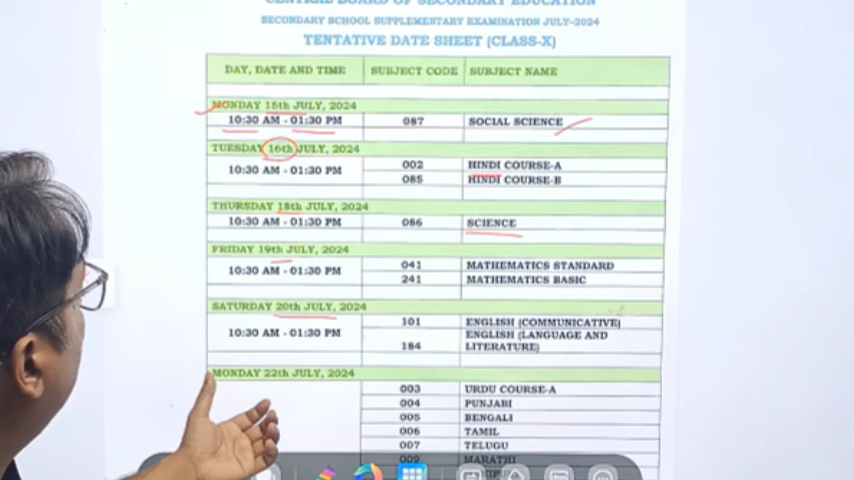 CENTRAL BOARD OF SECONDARY EDUCATION
SECONDARY SCHOOL SUPPLEMENTARY EXAMINATION JULY-2024
TENTATIVE DATE SHEET (CLASS-X)
DAY, DATE AND TIME SUBJECT CODE SUBJECT NAME
MONDAY 15th JULY, 2024
10:30 AM - 01:30 PM 087 SOCIAL SCIENCE
TUESDAY 16th JULY, 2024
10:30 AM - 01:30 PM 002 HINDI COURSE-A
085 HINDI COURSE-B
THURSDAY 18th JULY, 2024
10:30 AM - 01:30 PM 086 SCIENCE
FRIDAY 19th JULY, 2024
10:30 AM - 01:30 PM 041 MATHEMATICS STANDARD
241 MATHEMATICS BASIC
SATURDAY 20th JULY, 2024
10:30 AM - 01:30 PM 101 ENGLISH (COMMUNICATIVE)
184 ENGLISH (LANGUAGE AND
LITERATURE)
MONDAY 22th JULY, 2024
003 URDU COURSE-A
004 PUNJABI
005 BENGALI
006 TAMIL
007 TELUGU
009 MARATHI